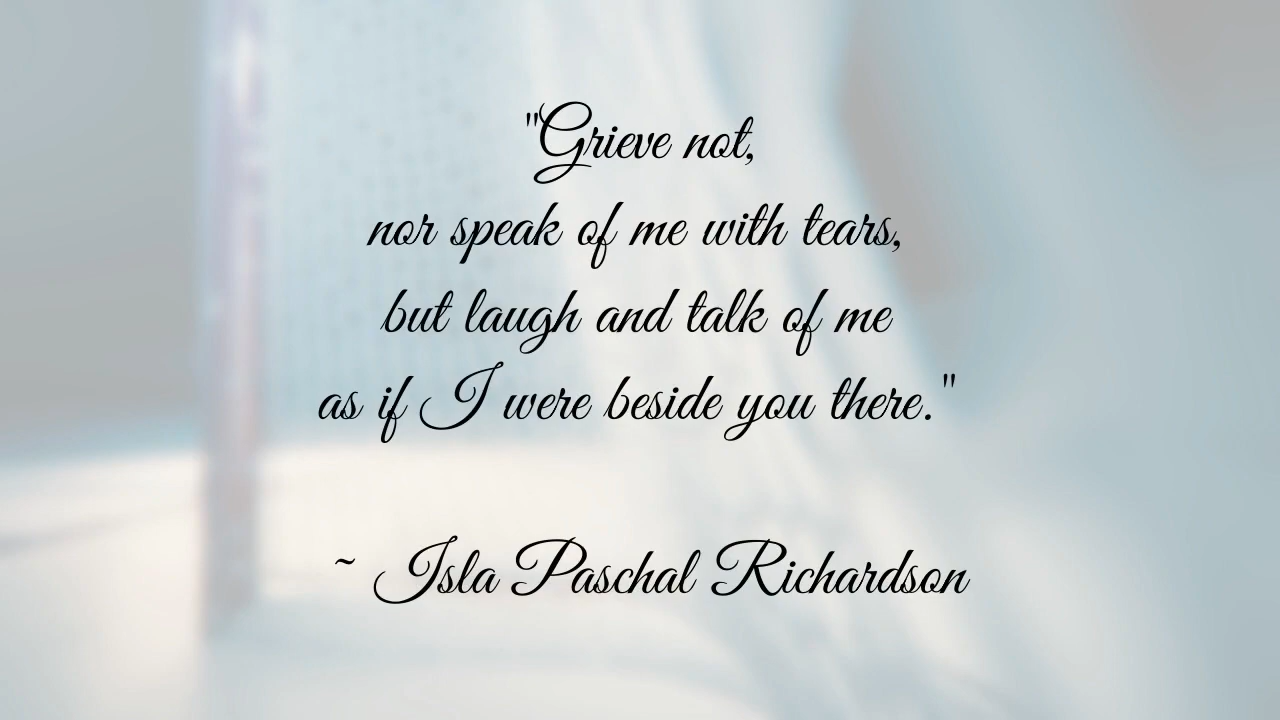 "Grieve not,
nor speak of me with tears,
but laugh and talk of me
as if I were beside you there."
~ Isla Paschal Richardson